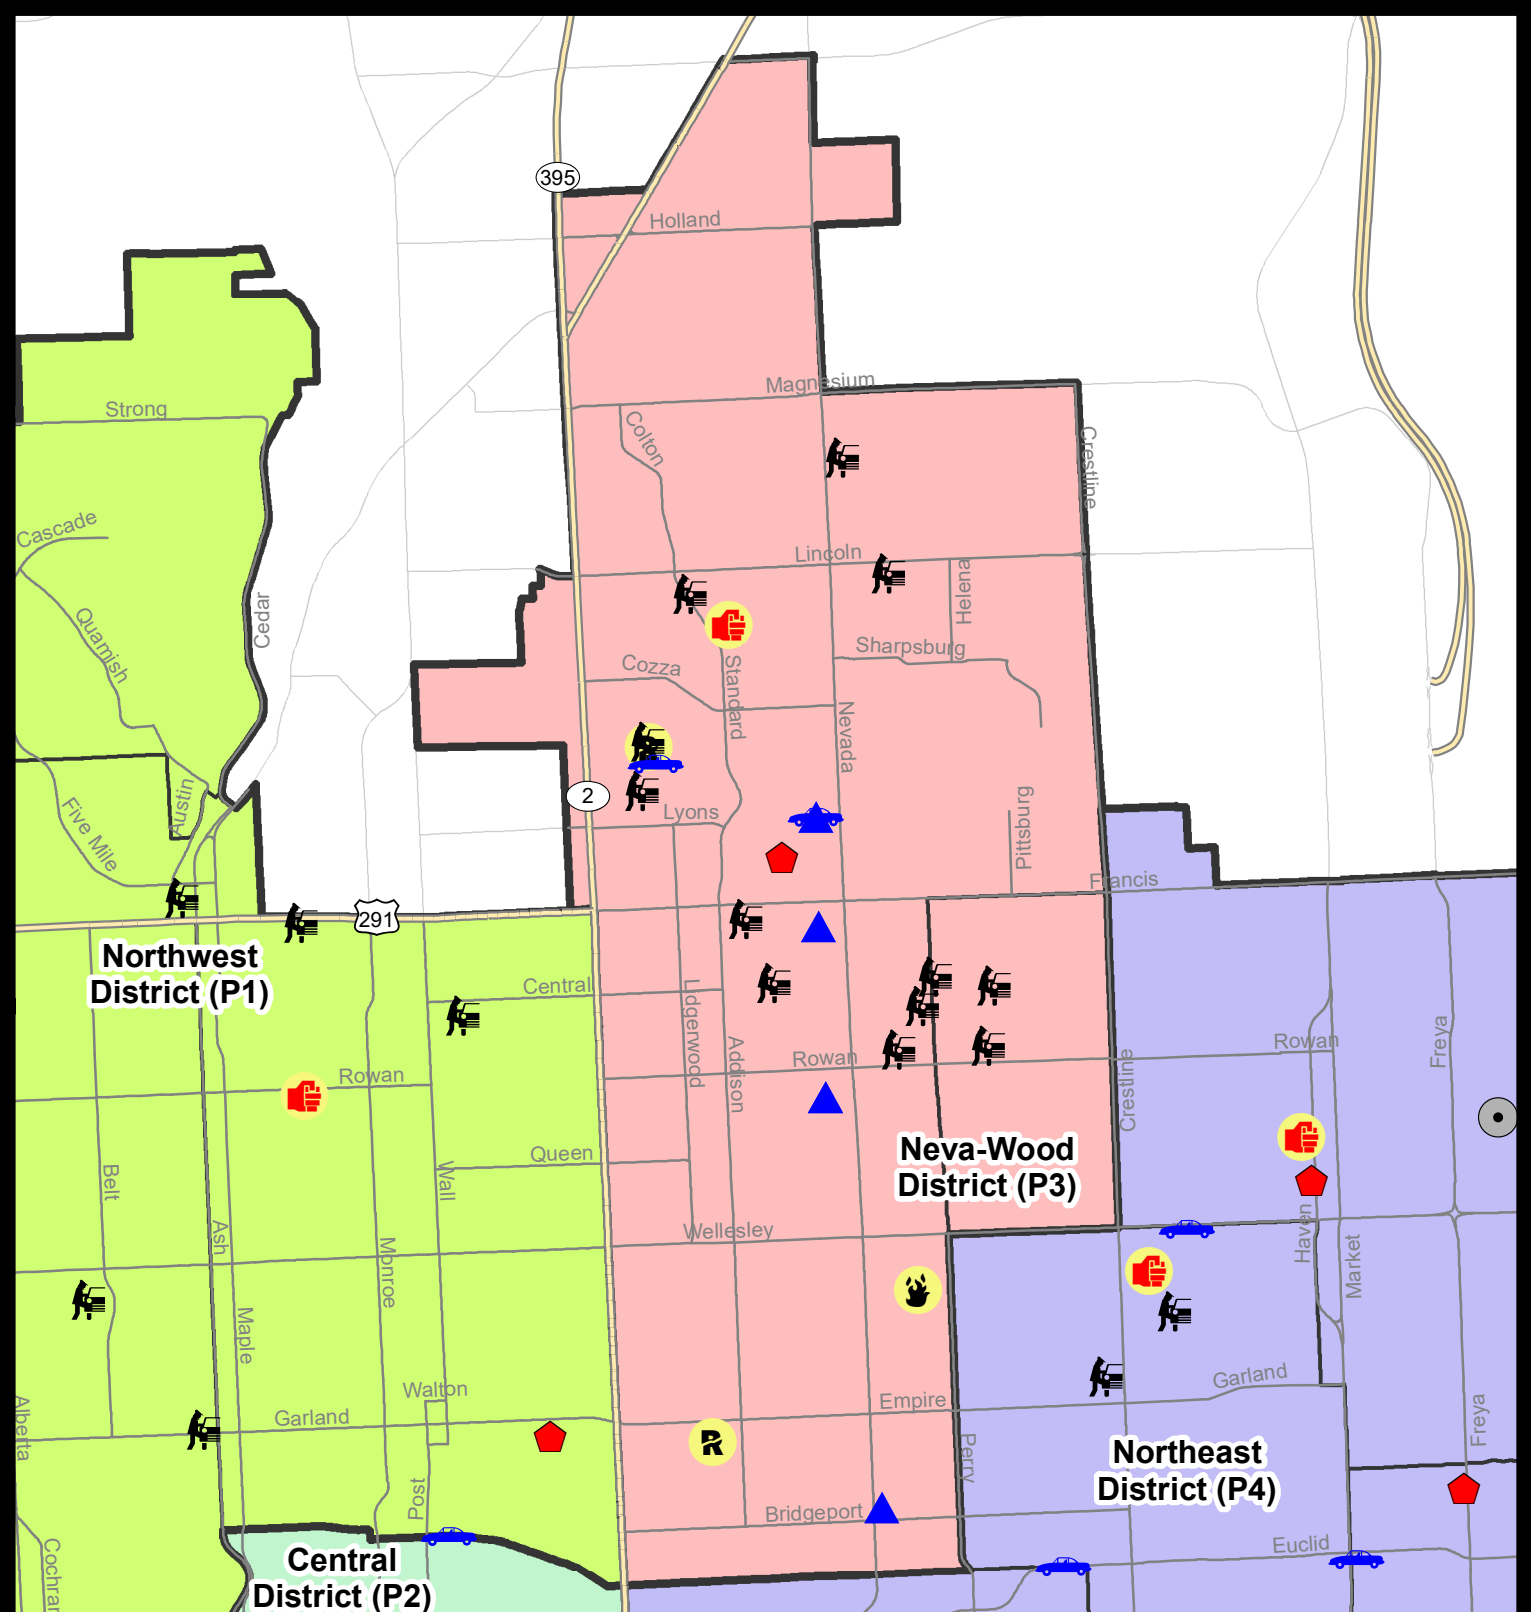 395
Holland
Magnesium
Strong
Colton
Crestline
Cascade
Lincoln
Helena
Cedar
Quamish
Sharpsburg
Cozza
Standard
Nevada
2
Austin
Five Mile
Lyons
Pittsburg
Francis
291
Northwest
District (P1)
Central
Lidgerwood
Addison
Rowan
Rowan
Freya
Rowan
Crestline
Neva-Wood
District (P3)
Queen
Belt
Wall
Ash
Monroe
Wellesley
Haven
Market
Maple
Walton
Garland
Empire
Garland
Alberta
Perry
Freya
Northeast
District (P4)
Post
Bridgeport
Euclid
Cochran
Central
District (P2)